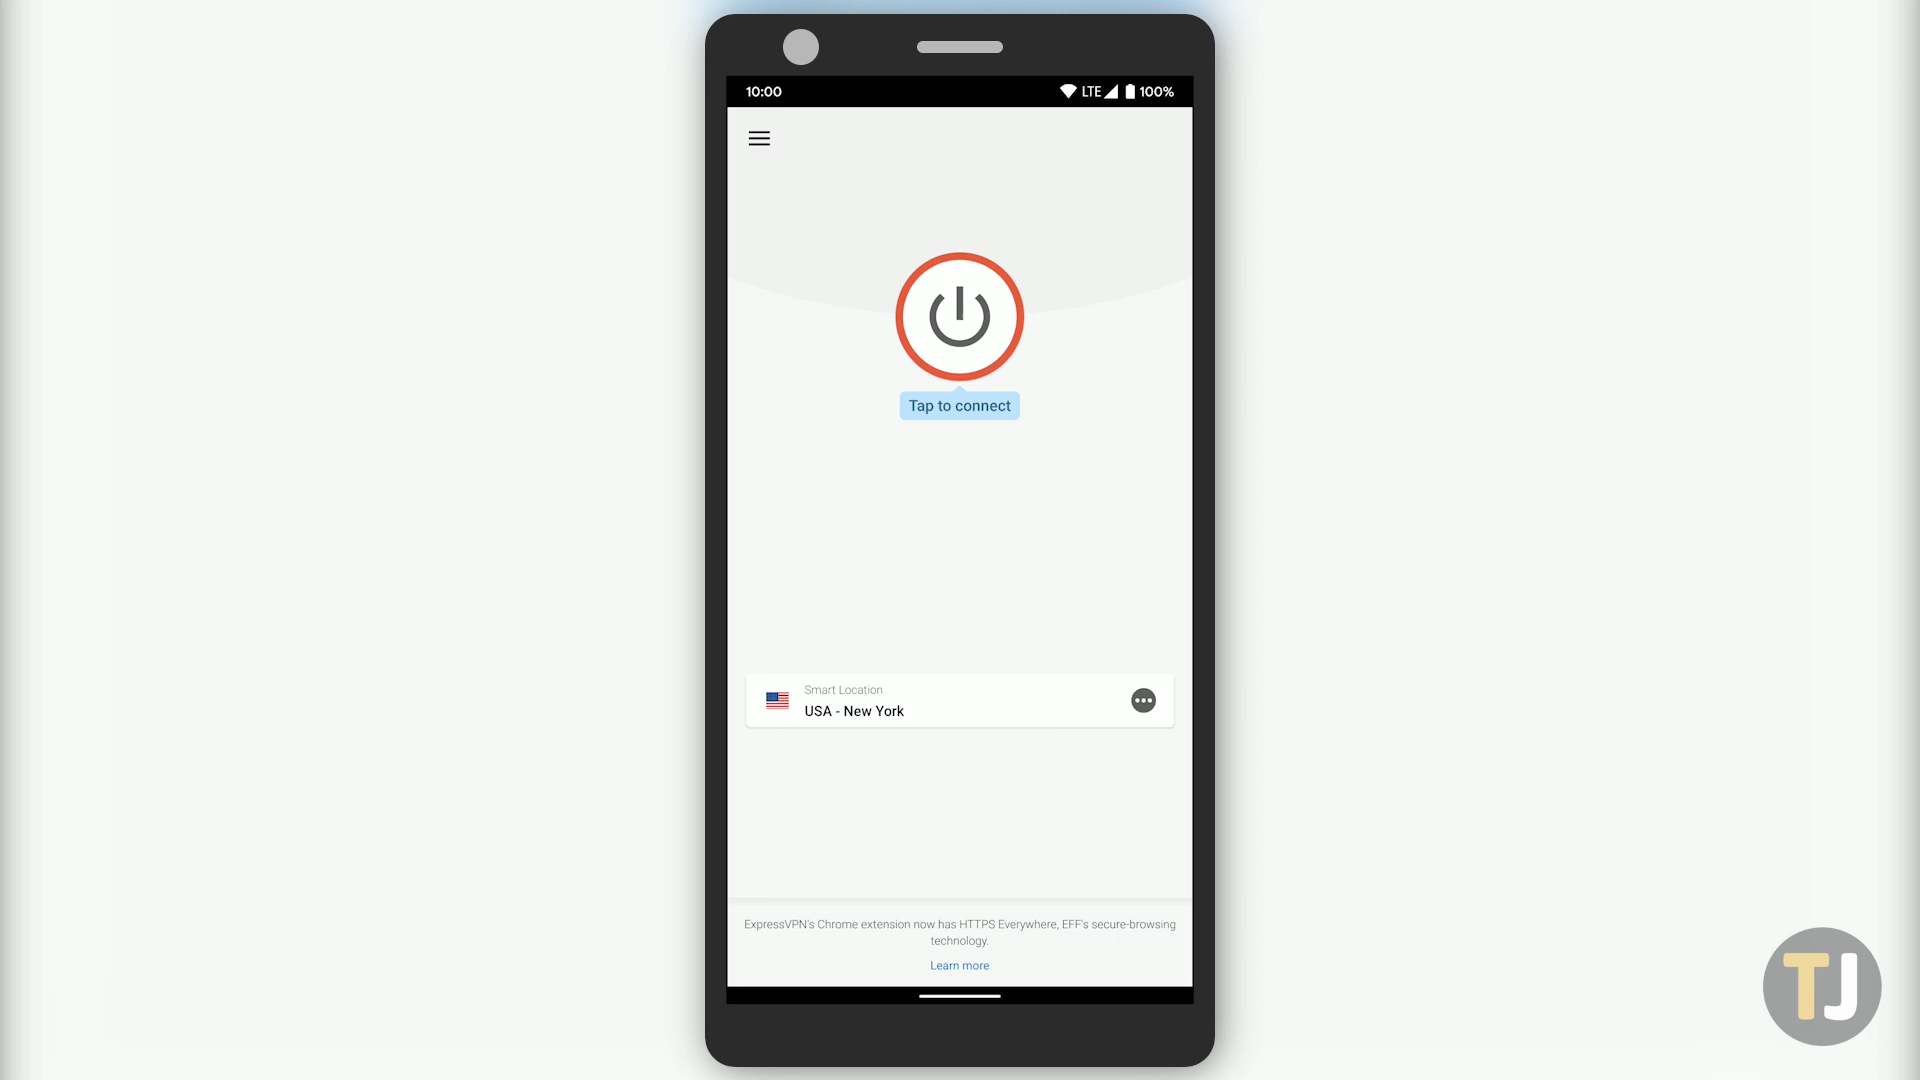 10:00 LTE 100%
Tap to connect
Smart Location
USA - New York
ExpressVPN's Chrome extension now has HTTPS Everywhere, EFF's secure-browsing
technology.
Learn more
TJ